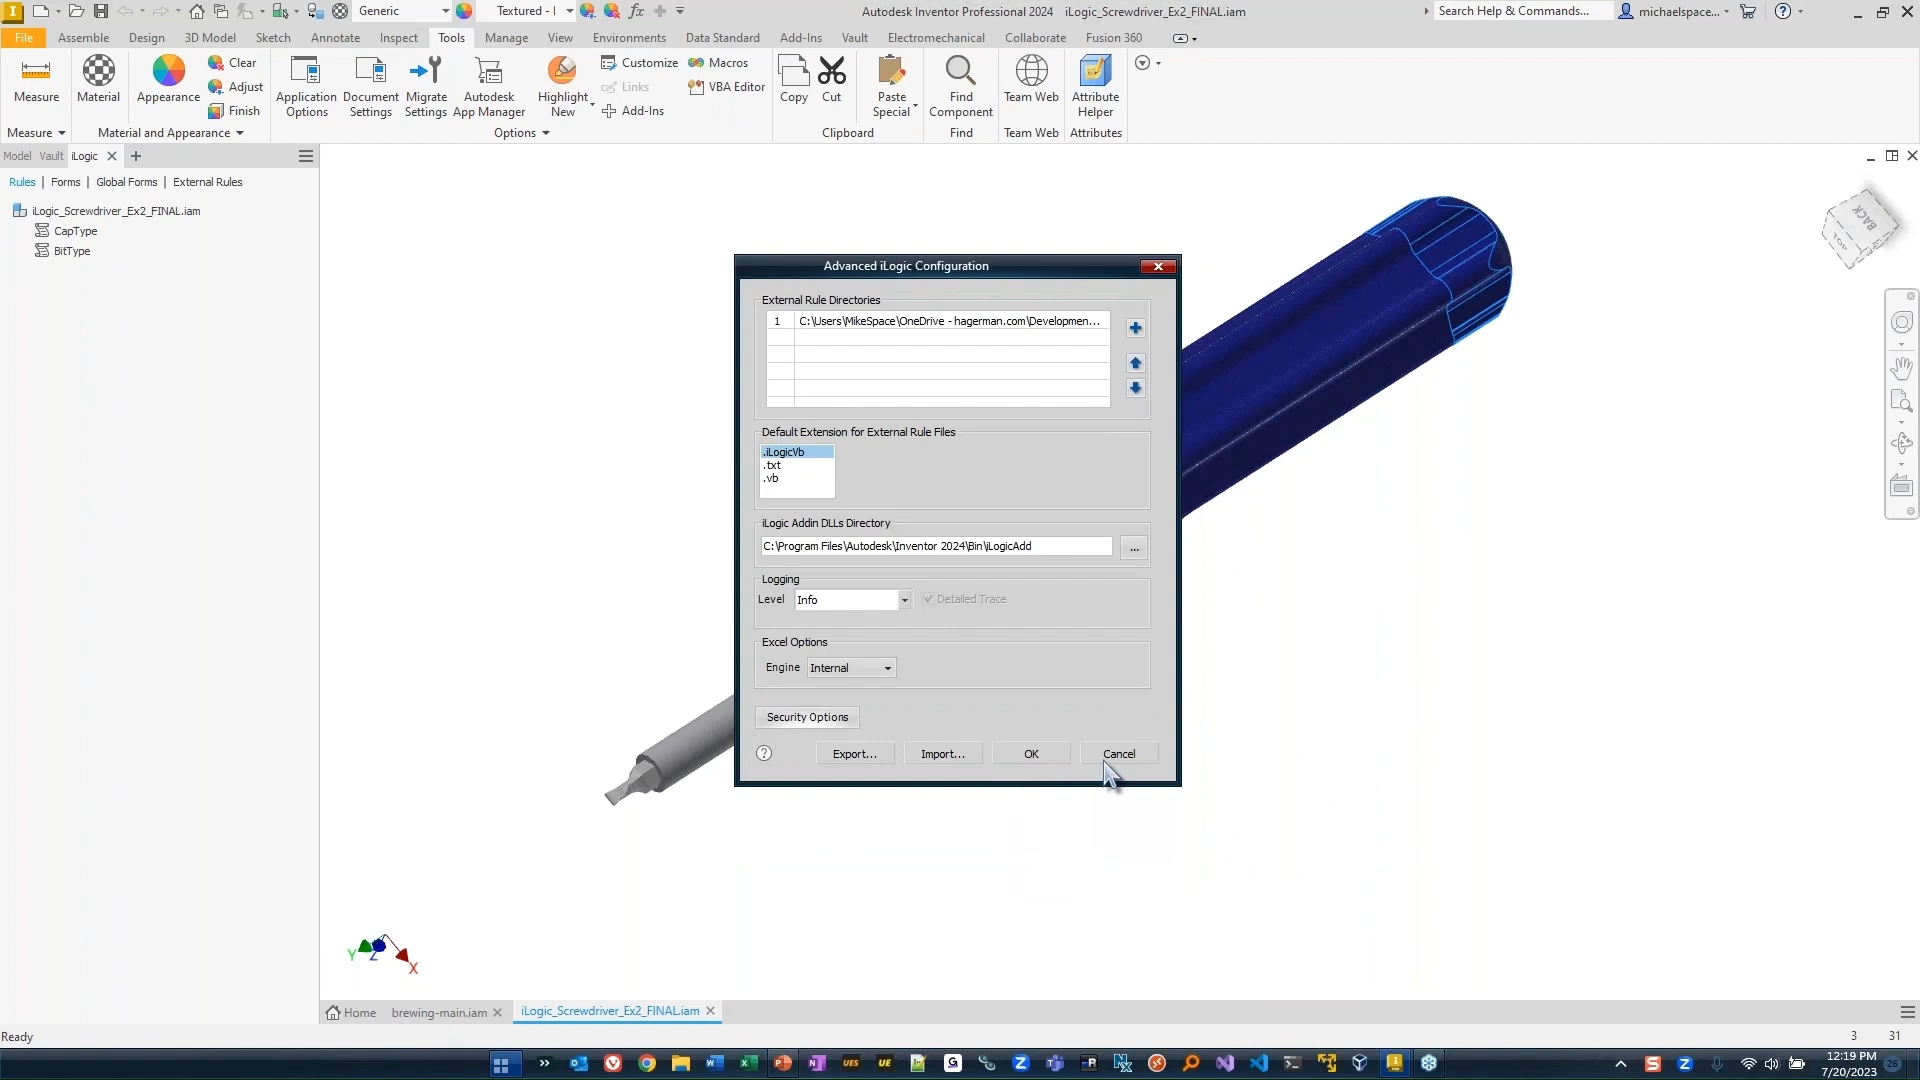 Generic
Textured - I
fx
Autodesk Inventor Professional 2024 iLogic_Screwdriver_Ex2_FINAL.iam
Search Help & Commands...
michaelspace...
File Assemble Design 3D Model Sketch Annotate Inspect Tools Manage View Environments Data Standard Add-Ins Vault Electromechanical Collaborate Fusion 360
Measure
Material
Appearance
Clear
Adjust
Finish
Application Options
Document Settings
Migrate Settings
Autodesk App Manager
Highlight New
Customize
Links
Add-Ins
Macros
VBA Editor
Copy
Cut
Paste Special
Find Component
Team Web
Attribute Helper
Measure Material and Appearance Options Clipboard Find Team Web Attributes
Model Vault iLogic
Rules | Forms | Global Forms | External Rules
iLogic_Screwdriver_Ex2_FINAL.iam
CapType
BitType
BACK
TOP
Advanced iLogic Configuration
External Rule Directories
1 C:\Users\MikeSpace\OneDrive - hagerman.com\Developmen...
Default Extension for External Rule Files
.iLogicVb
.txt
.vb
iLogic Addin DLLs Directory
C:\Program Files\Autodesk\Inventor 2024\Bin\iLogicAdd
...
Logging
Level Info Detailed Trace
Excel Options
Engine Internal
Security Options
Export... Import... OK Cancel
Y Z X
Home brewing-main.iam iLogic_Screwdriver_Ex2_FINAL.iam
Ready
3 31
12:19 PM
7/20/2023